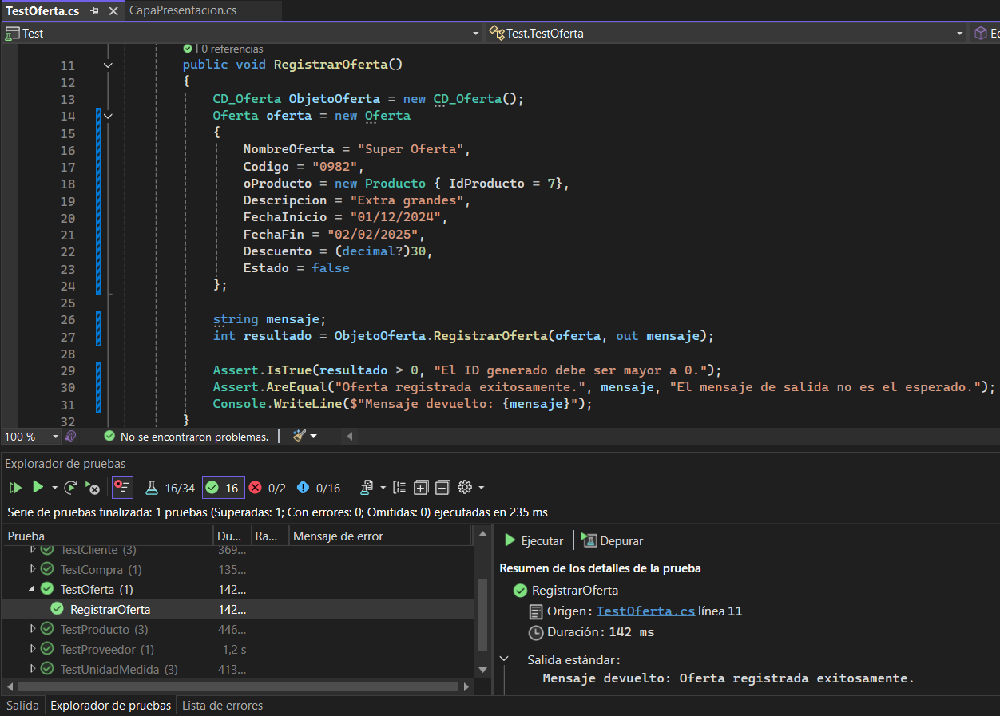 TestOferta.cs
CapaPresentacion.cs
Test
Test.TestOferta
0 referencias
11 public void RegistrarOferta()
12 {
13 CD_Oferta ObjetoOferta = new CD_Oferta();
14 Oferta oferta = new Oferta
15 {
16 NombreOferta = "Super Oferta",
17 Codigo = "0982",
18 oProducto = new Producto { IdProducto = 7},
19 Descripcion = "Extra grandes",
20 FechaInicio = "01/12/2024",
21 FechaFin = "02/02/2025",
22 Descuento = (decimal?)30,
23 Estado = false
24 };
25
26 string mensaje;
27 int resultado = ObjetoOferta.RegistrarOferta(oferta, out mensaje);
28
29 Assert.IsTrue(resultado > 0, "El ID generado debe ser mayor a 0.");
30 Assert.AreEqual("Oferta registrada exitosamente.", mensaje, "El mensaje de salida no es el esperado.");
31 Console.WriteLine($"Mensaje devuelto: {mensaje}");
32 }
100 % No se encontraron problemas.
Explorador de pruebas
16/34 16 0/2 0/16
Serie de pruebas finalizada: 1 pruebas (Superadas: 1; Con errores: 0; Omitidas: 0) ejecutadas en 235 ms
Prueba Du... Ra... Mensaje de error
TestCliente (3) 369...
TestCompra (1) 135...
TestOferta (1) 142...
RegistrarOferta 142...
TestProducto (3) 446...
TestProveedor (1) 1,2 s
TestUnidadMedida (3) 413...
Ejecutar Depurar
Resumen de los detalles de la prueba
RegistrarOferta
Origen: TestOferta.cs línea 11
Duración: 142 ms
Salida estándar:
Mensaje devuelto: Oferta registrada exitosamente.
Salida Explorador de pruebas Lista de errores